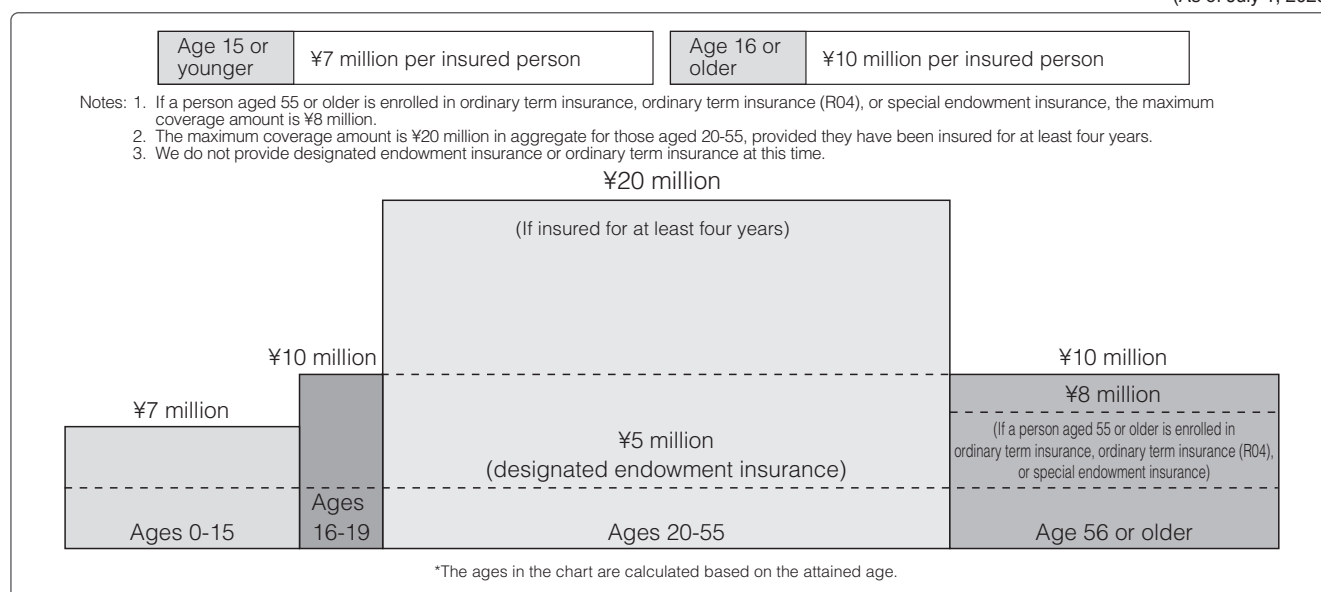 Age 15 or
younger
¥7 million per insured person
Age 16 or
older
¥10 million per insured person
Notes: 1. If a person aged 55 or older is enrolled in ordinary term insurance, ordinary term insurance (R04), or special endowment insurance, the maximum
coverage amount is ¥8 million.
2. The maximum coverage amount is ¥20 million in aggregate for those aged 20-55, provided they have been insured for at least four years.
3. We do not provide designated endowment insurance or ordinary term insurance at this time.
¥20 million
(If insured for at least four years)
¥10 million
¥10 million
¥7 million
¥8 million
(If a person aged 55 or older is enrolled in
ordinary term insurance, ordinary term insurance (R04),
or special endowment insurance)
¥5 million
(designated endowment insurance)
Ages 0-15
Ages
16-19
Ages 20-55
Age 56 or older
*The ages in the chart are calculated based on the attained age.